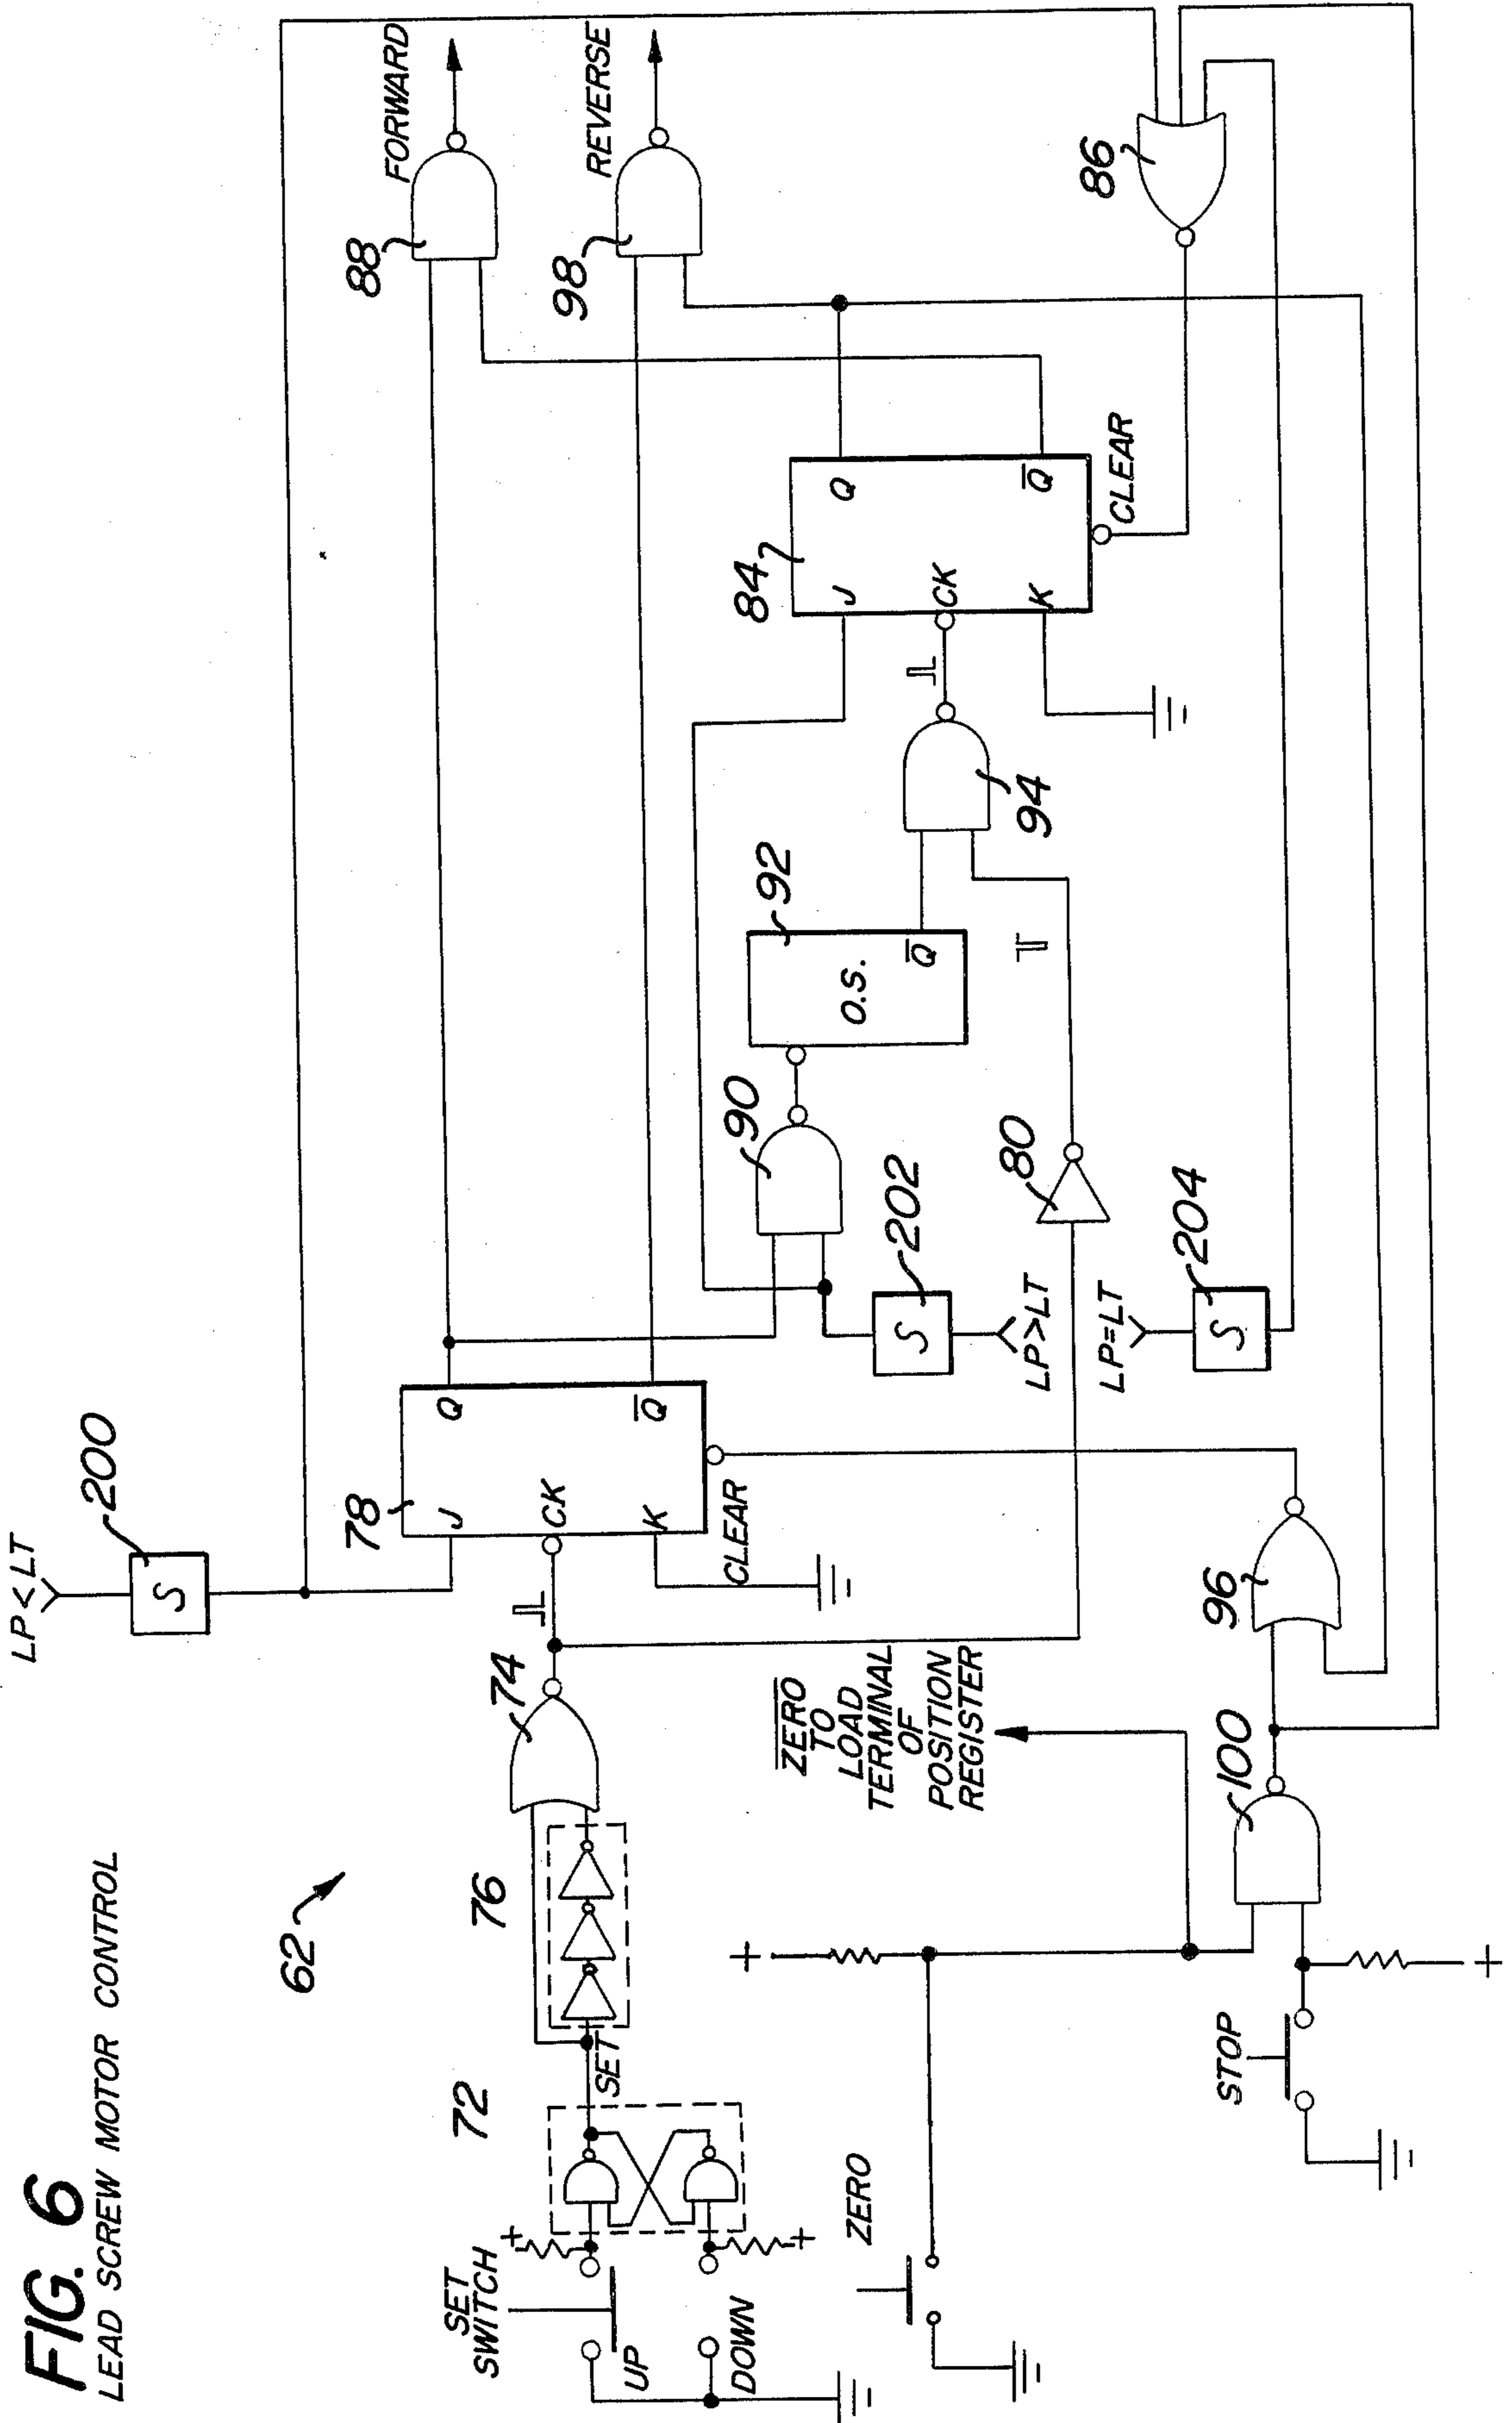 FIG. 6
LEAD SCREW MOTOR CONTROL
62
LP < LT
200
S
FORWARD
88
REVERSE
98
78
J
Q
CK
K
Q̅
CLEAR
74
76
72
SET
SET
SWITCH
+
+
UP
DOWN
84
J
Q
CK
K
Q̅
CLEAR
86
90
92
O.S.
Q̅
94
80
202
S
LP>LT
LP=LT
204
S
Z̅E̅R̅O̅
TO
LOAD
TERMINAL
OF
POSITION
REGISTER
96
100
+
ZERO
STOP
+